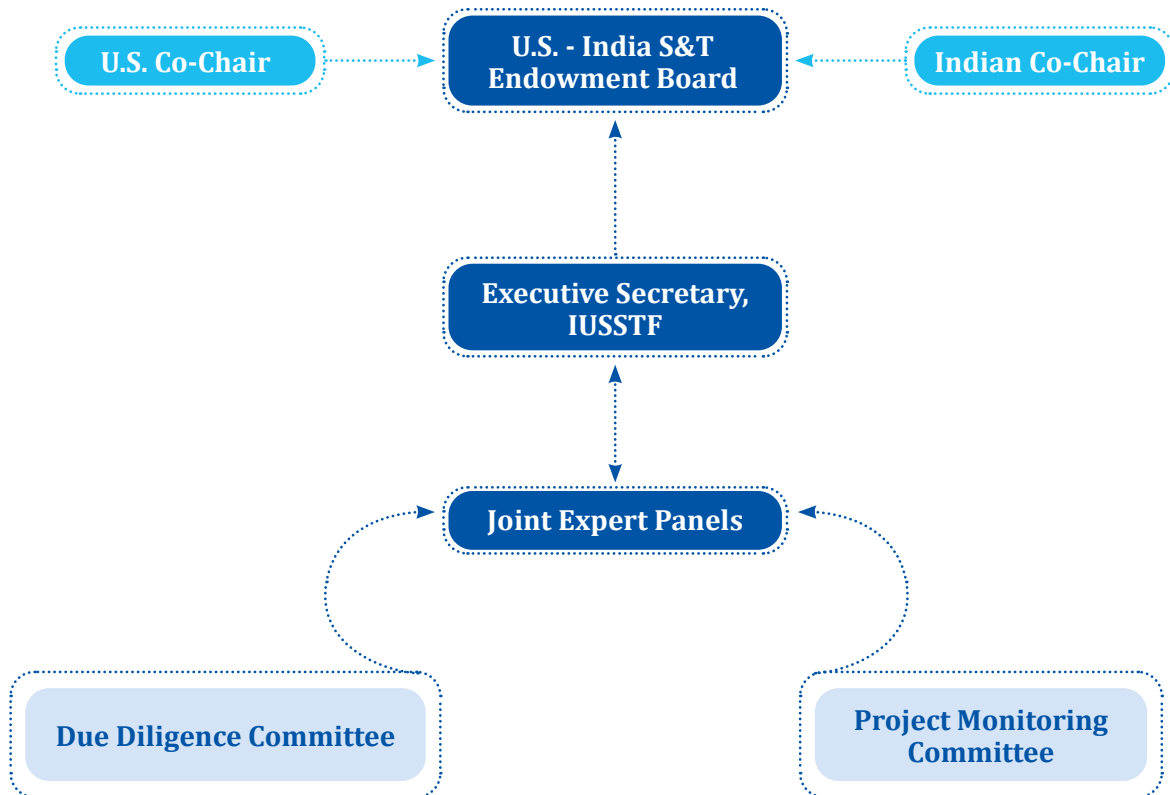 U.S. Co-Chair
U.S. - India S&T
Endowment Board
Indian Co-Chair
Executive Secretary,
IUSSTF
Joint Expert Panels
Due Diligence Committee
Project Monitoring
Committee